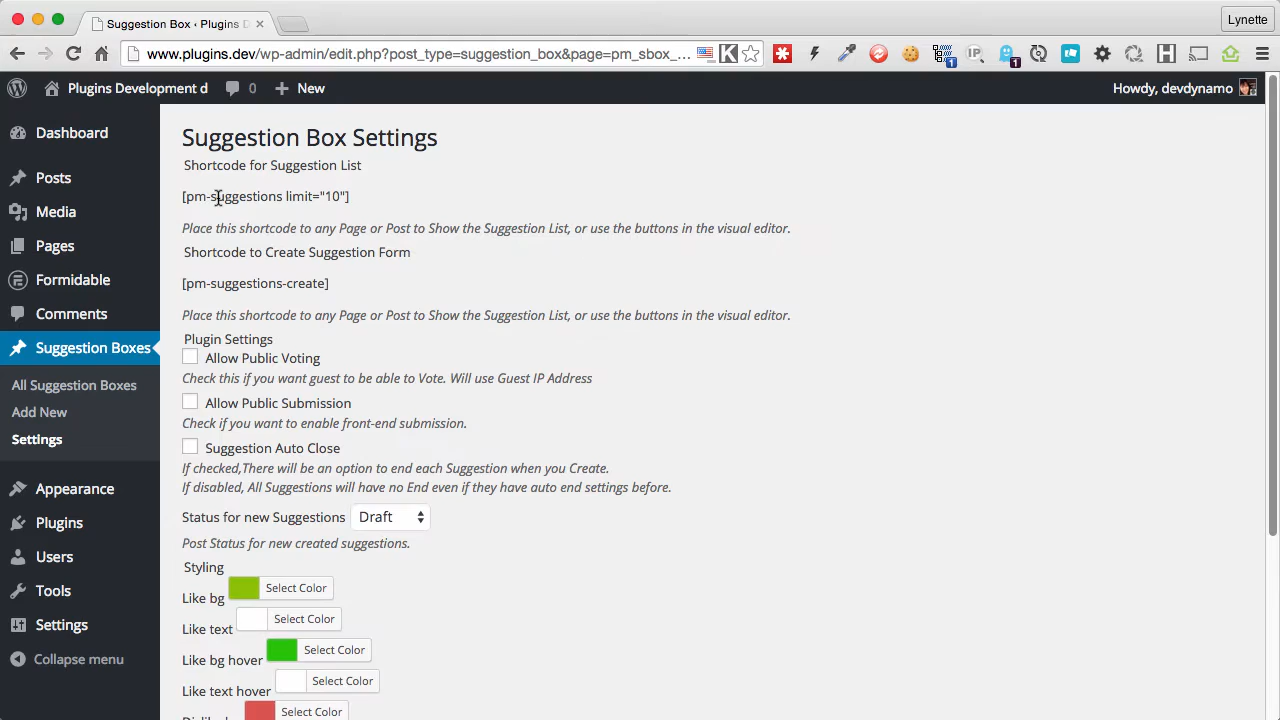 Suggestion Box ‹ Plugins D
Lynette
www.plugins.dev/wp-admin/edit.php?post_type=suggestion_box&page=pm_sbox_...
Plugins Development d
0
New
Howdy, devdynamo
Dashboard
Posts
Media
Pages
Formidable
Comments
Suggestion Boxes
All Suggestion Boxes
Add New
Settings
Appearance
Plugins
Users
Tools
Settings
Collapse menu
Suggestion Box Settings
Shortcode for Suggestion List
[pm-suggestions limit="10"]
Place this shortcode to any Page or Post to Show the Suggestion List, or use the buttons in the visual editor.
Shortcode to Create Suggestion Form
[pm-suggestions-create]
Place this shortcode to any Page or Post to Show the Suggestion List, or use the buttons in the visual editor.
Plugin Settings
Allow Public Voting
Check this if you want guest to be able to Vote. Will use Guest IP Address
Allow Public Submission
Check if you want to enable front-end submission.
Suggestion Auto Close
If checked,There will be an option to end each Suggestion when you Create.
If disabled, All Suggestions will have no End even if they have auto end settings before.
Status for new Suggestions Draft
Post Status for new created suggestions.
Styling
Like bg Select Color
Like text Select Color
Like bg hover Select Color
Like text hover Select Color
Select Color